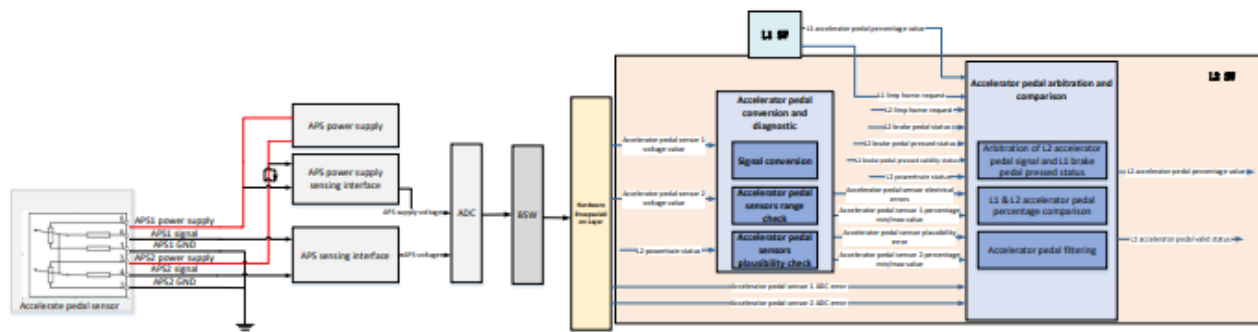 L1 SW
L1 accelerator pedal percentage value
L2 SW
Accelerator pedal arbitration and
comparison
Accelerator pedal
conversion and
diagnostic
L1 limp home request
L2 limp home request
L2 brake pedal status
L2 brake pedal pressed status
L2 brake pedal pressed validity status
L2 powertrain status
APS power supply
APS power supply
sensing interface
APS supply voltage
APS sensing interface
APS voltage
ADC
BSW
Hardware
Encapsulati
on Layer
Accelerator pedal sensor 1
voltage value
Accelerator pedal sensor 2
voltage value
L2 powertrain status
Signal conversion
Accelerator pedal
sensors range
check
Accelerator pedal
sensors
plausibility check
Accelerator pedal sensor electrical
errors
Accelerator pedal sensor 1 percentage
min/max value
Accelerator pedal sensor plausibility
error
Accelerator pedal sensor 2 percentage
min/max value
Arbitration of L2 accelerator
pedal signal and L1 brake
pedal pressed status
L1 & L2 accelerator pedal
percentage comparison
Accelerator pedal filtering
L2 accelerator pedal percentage value
L1 accelerator pedal valid status
Accelerator pedal sensor 1 ADC error
Accelerator pedal sensor 2 ADC error
APS1 power supply
APS1 signal
APS1 GND
APS2 power supply
APS2 signal
APS2 GND
Accelerate pedal sensor